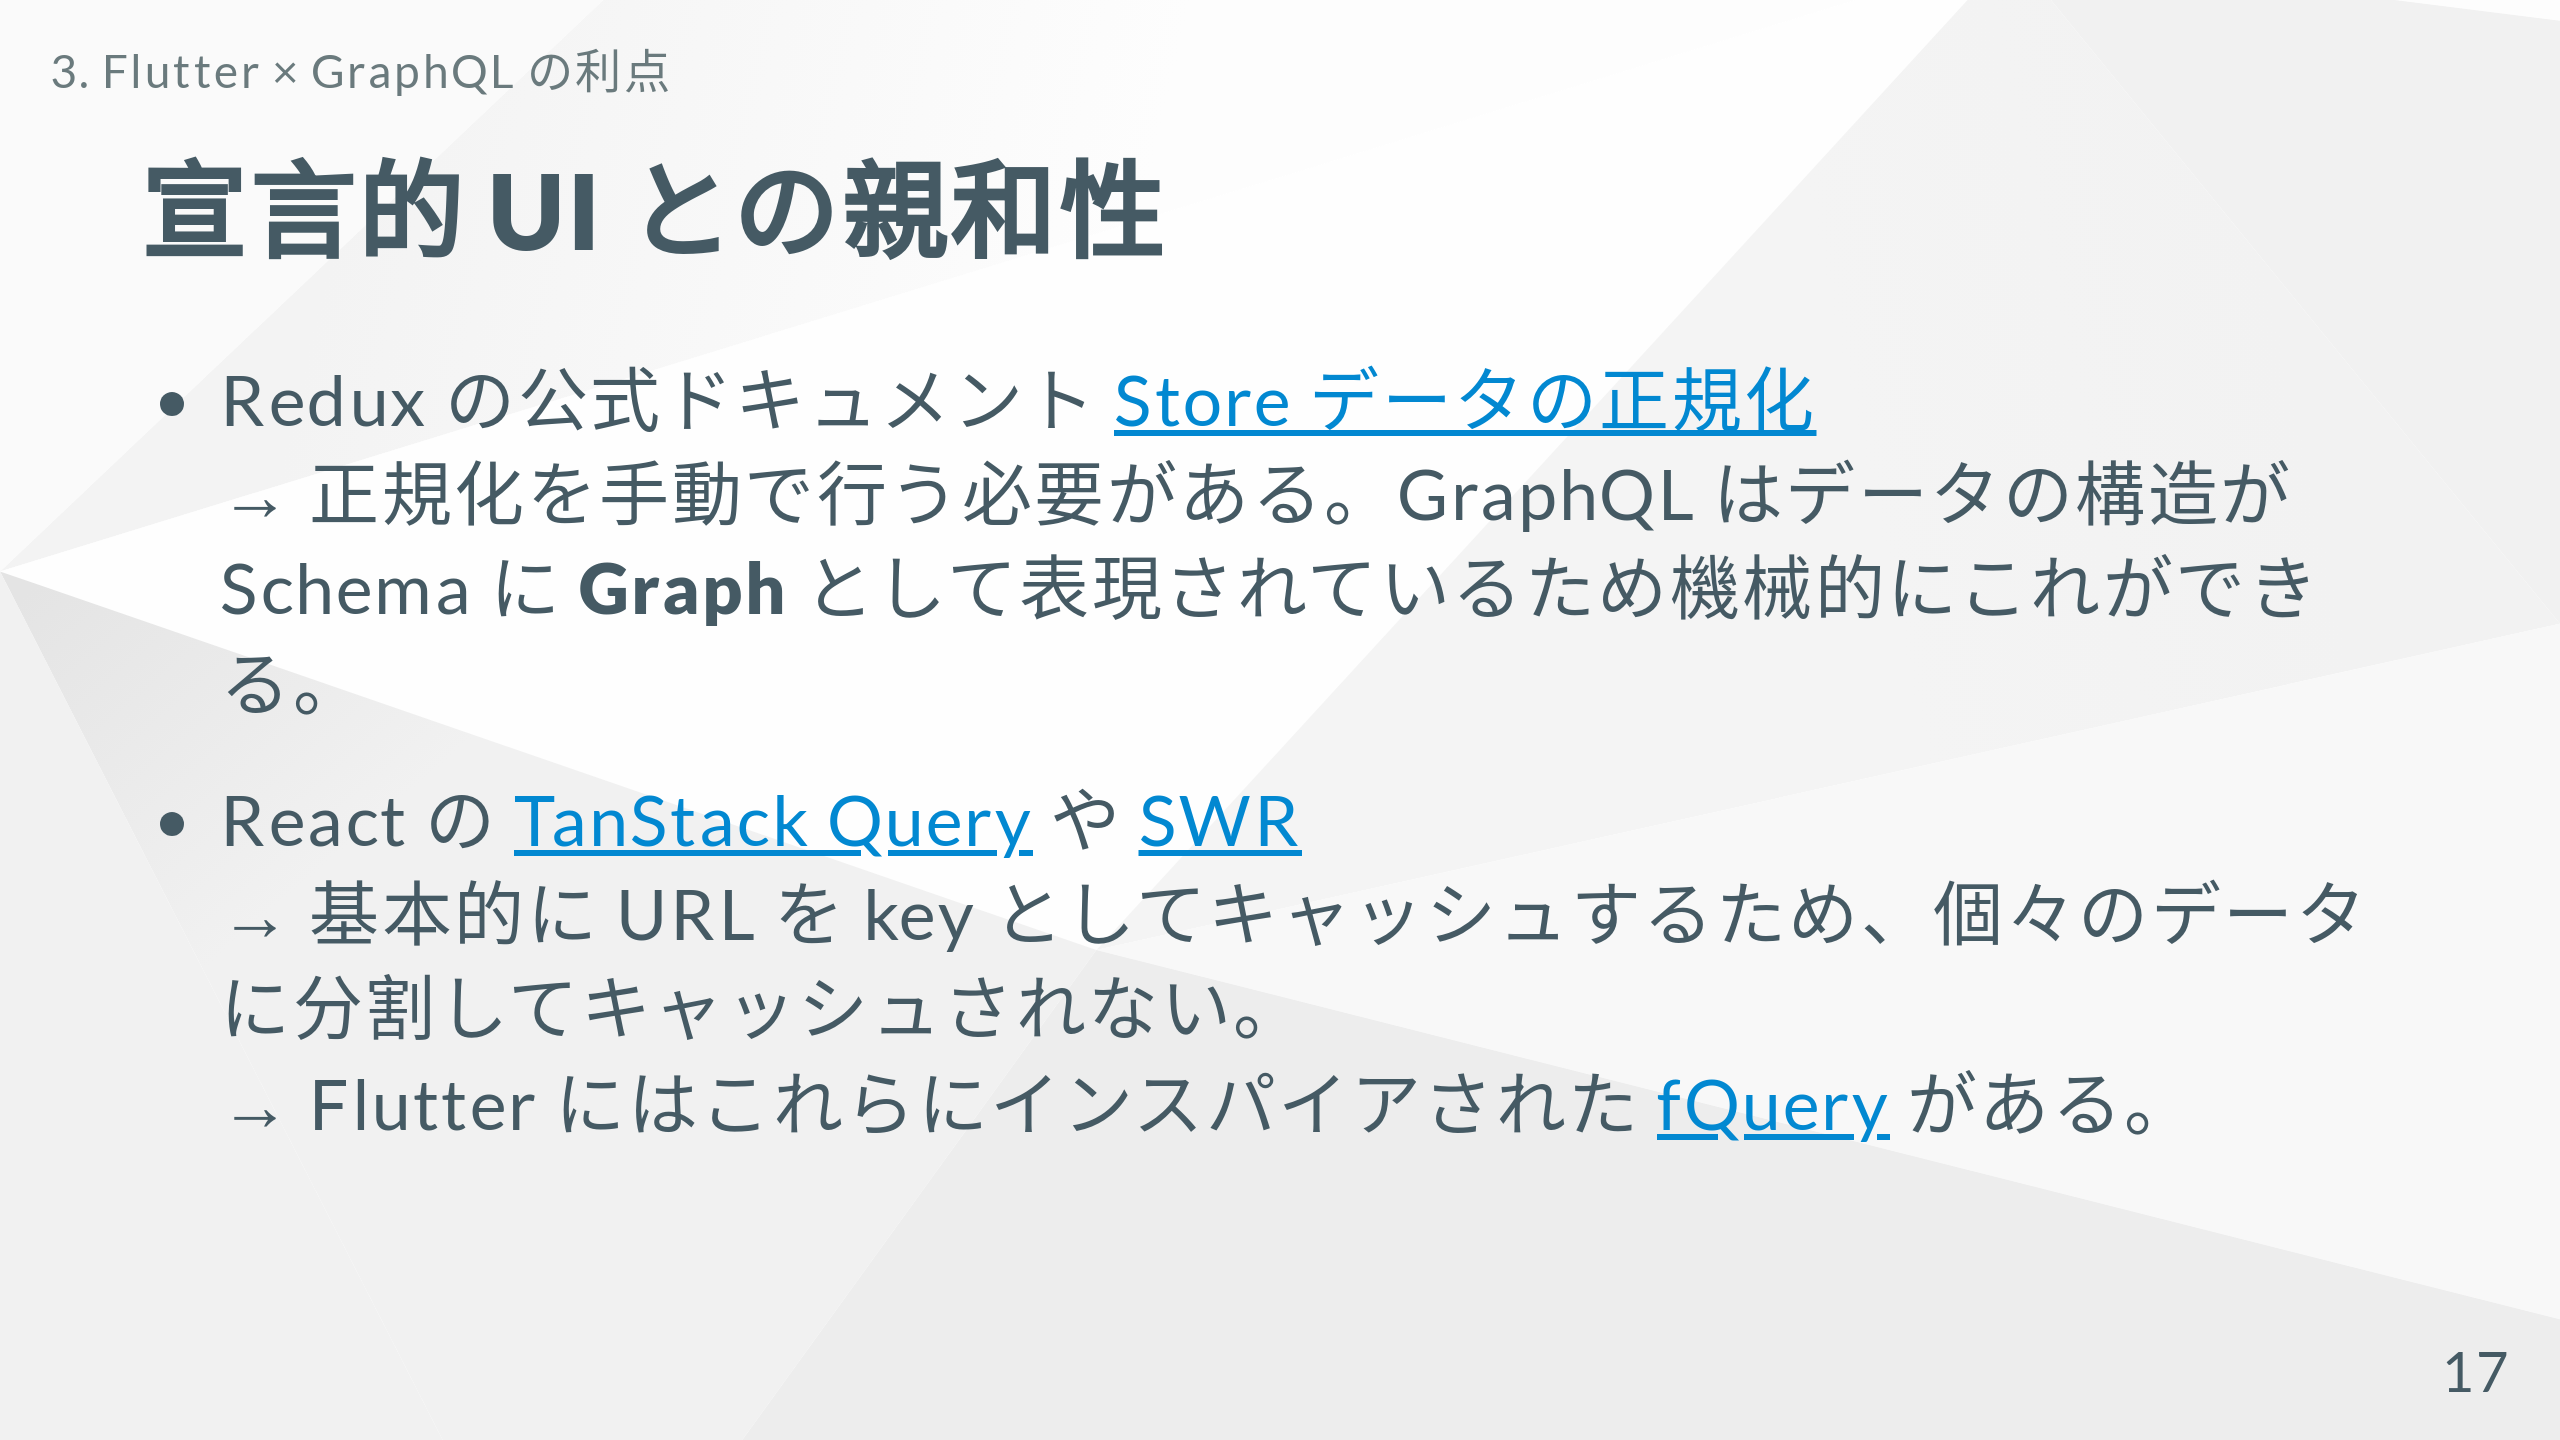 3. Flutter × GraphQL の利点
宣言的 UI との親和性
• Redux の公式ドキュメント Store データの正規化
→ 正規化を手動で行う必要がある。GraphQL はデータの構造が
Schema に Graph として表現されているため機械的にこれができ
る。
• React の TanStack Query や SWR
→ 基本的に URL を key としてキャッシュするため、個々のデータ
に分割してキャッシュされない。
→ Flutter にはこれらにインスパイアされた fQuery がある。
17